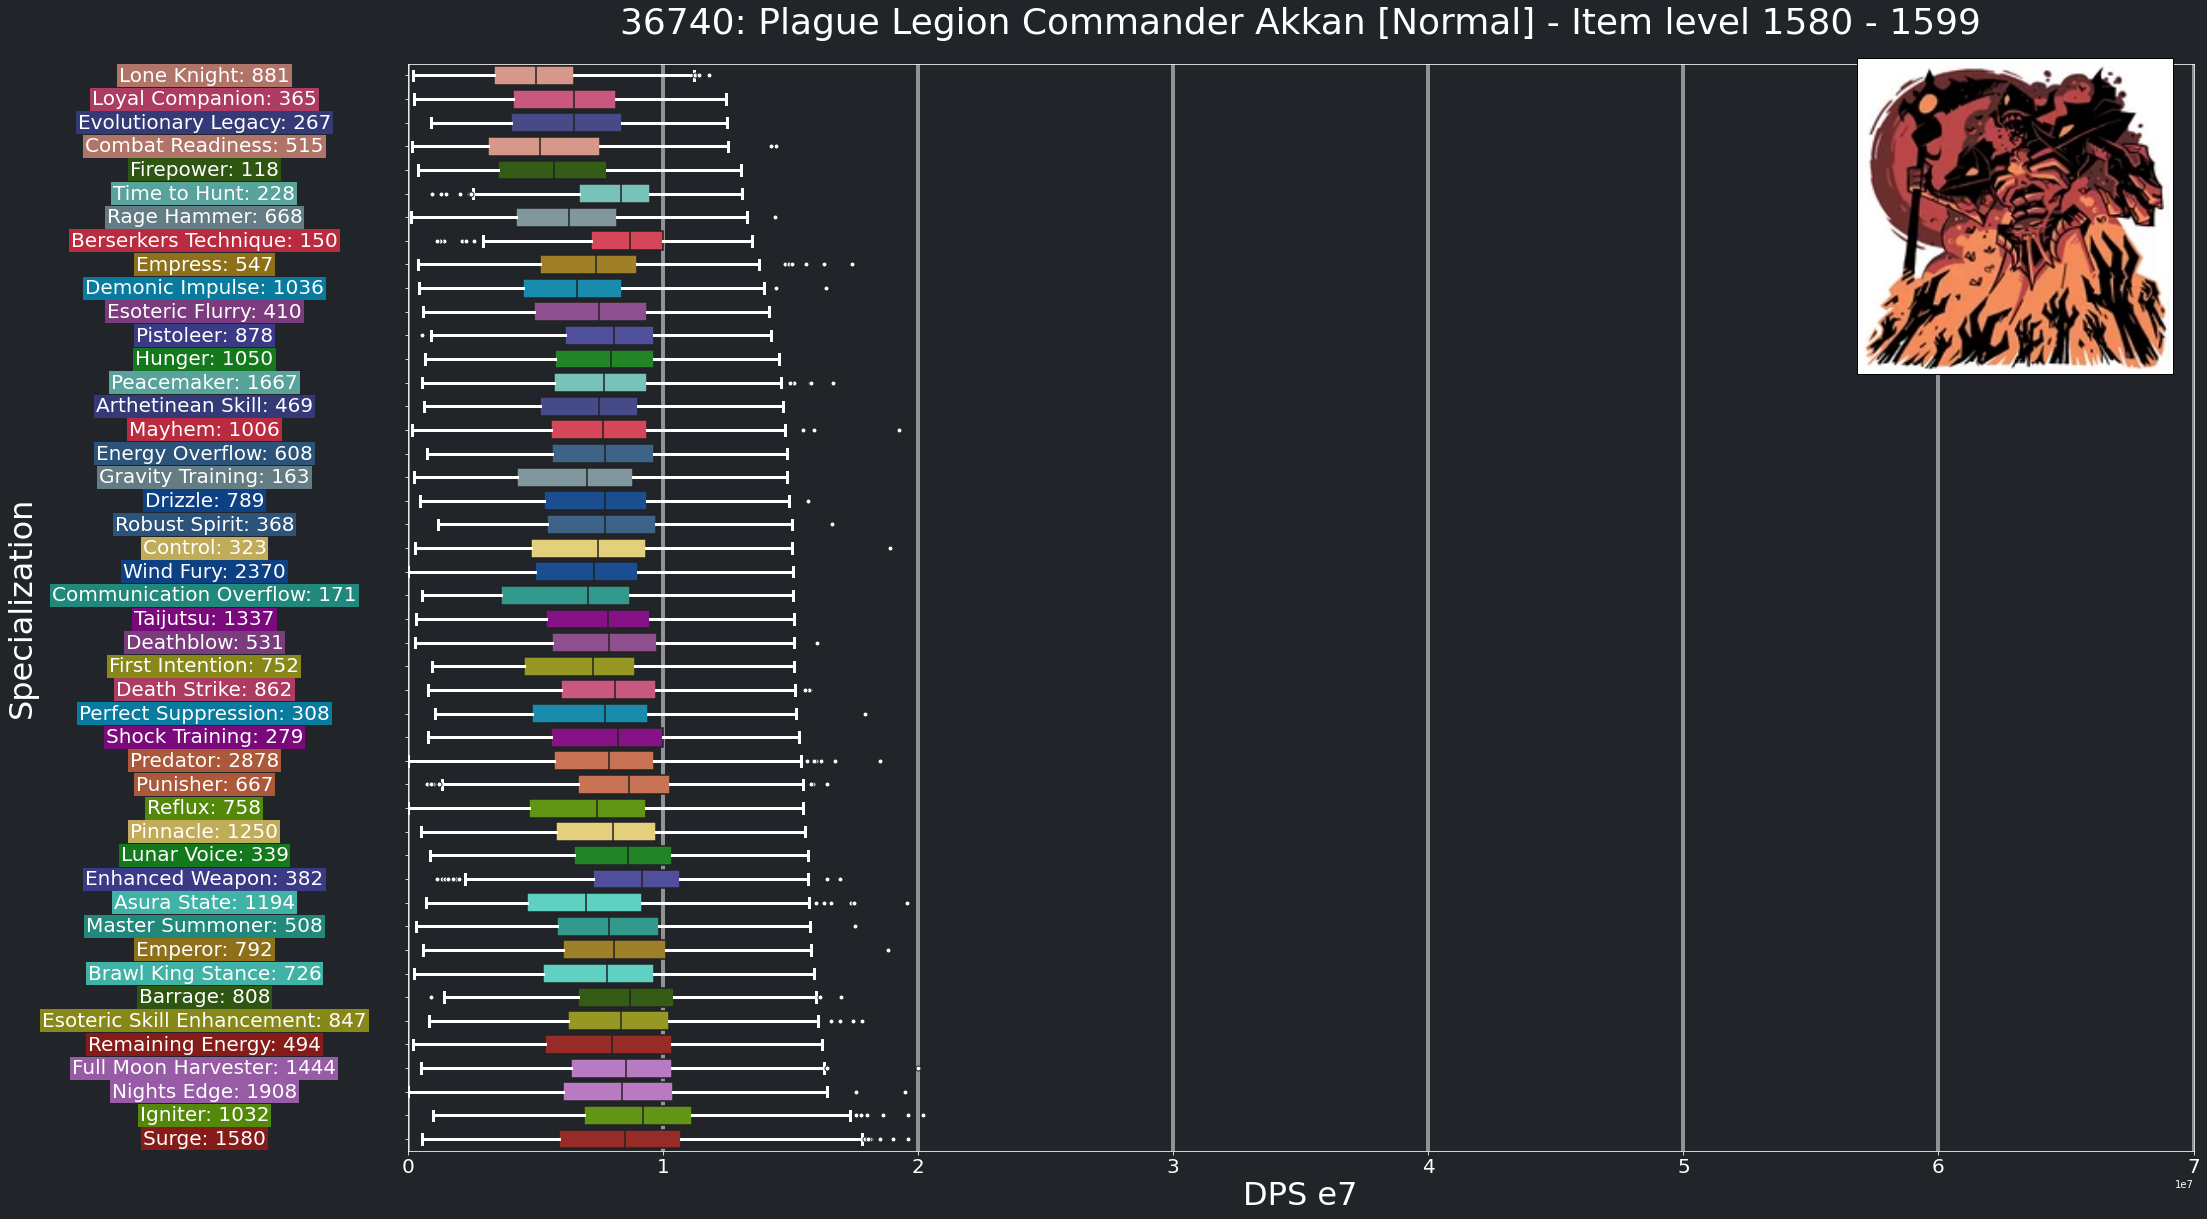 36740: Plague Legion Commander Akkan [Normal] - Item level 1580 - 1599
Specialization
Lone Knight: 881
Loyal Companion: 365
Evolutionary Legacy: 267
Combat Readiness: 515
Firepower: 118
Time to Hunt: 228
Rage Hammer: 668
Berserkers Technique: 150
Empress: 547
Demonic Impulse: 1036
Esoteric Flurry: 410
Pistoleer: 878
Hunger: 1050
Peacemaker: 1667
Arthetinean Skill: 469
Mayhem: 1006
Energy Overflow: 608
Gravity Training: 163
Drizzle: 789
Robust Spirit: 368
Control: 323
Wind Fury: 2370
Communication Overflow: 171
Taijutsu: 1337
Deathblow: 531
First Intention: 752
Death Strike: 862
Perfect Suppression: 308
Shock Training: 279
Predator: 2878
Punisher: 667
Reflux: 758
Pinnacle: 1250
Lunar Voice: 339
Enhanced Weapon: 382
Asura State: 1194
Master Summoner: 508
Emperor: 792
Brawl King Stance: 726
Barrage: 808
Esoteric Skill Enhancement: 847
Remaining Energy: 494
Full Moon Harvester: 1444
Nights Edge: 1908
Igniter: 1032
Surge: 1580
0 1 2 3 4 5 6 7
1e7
DPS e7